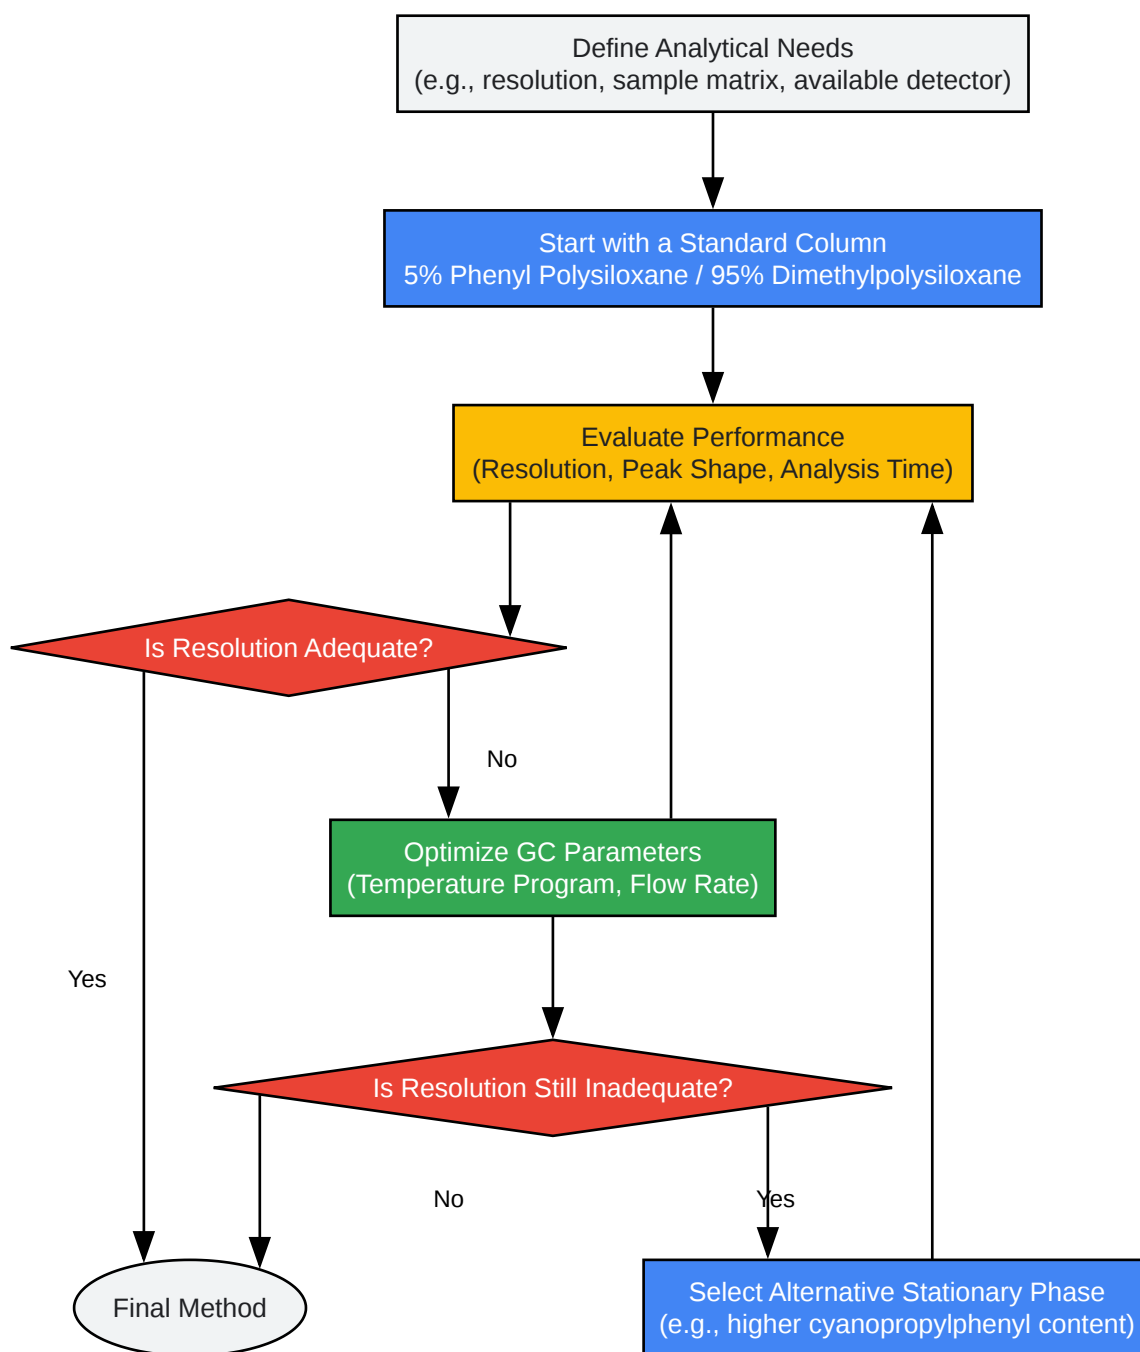 Define Analytical Needs
(e.g., resolution, sample matrix, available detector)
Start with a Standard Column
5% Phenyl Polysiloxane / 95% Dimethylpolysiloxane
Evaluate Performance
(Resolution, Peak Shape, Analysis Time)
Is Resolution Adequate?
No
Optimize GC Parameters
(Temperature Program, Flow Rate)
Yes
Is Resolution Still Inadequate?
No
Yes
Final Method
Select Alternative Stationary Phase
(e.g., higher cyanopropylphenyl content)